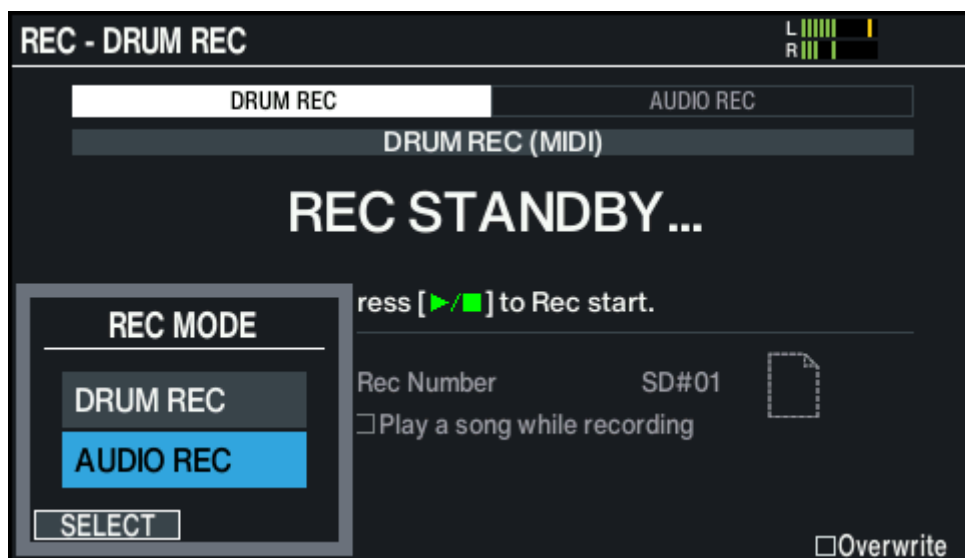 REC - DRUM REC
L
R
DRUM REC
AUDIO REC
DRUM REC (MIDI)
REC STANDBY...
ress [▶/■] to Rec start.
REC MODE
DRUM REC
AUDIO REC
SELECT
Rec Number SD#01
□Play a song while recording
□Overwrite